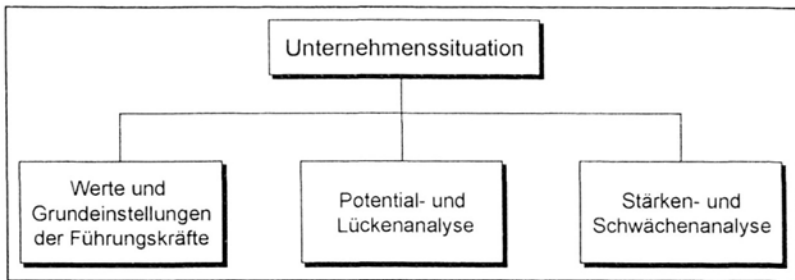 Unternehmenssituation
Werte und
Grundeinstellungen
der Führungskräfte
Potential- und
Lückenanalyse
Stärken- und
Schwächenanalyse